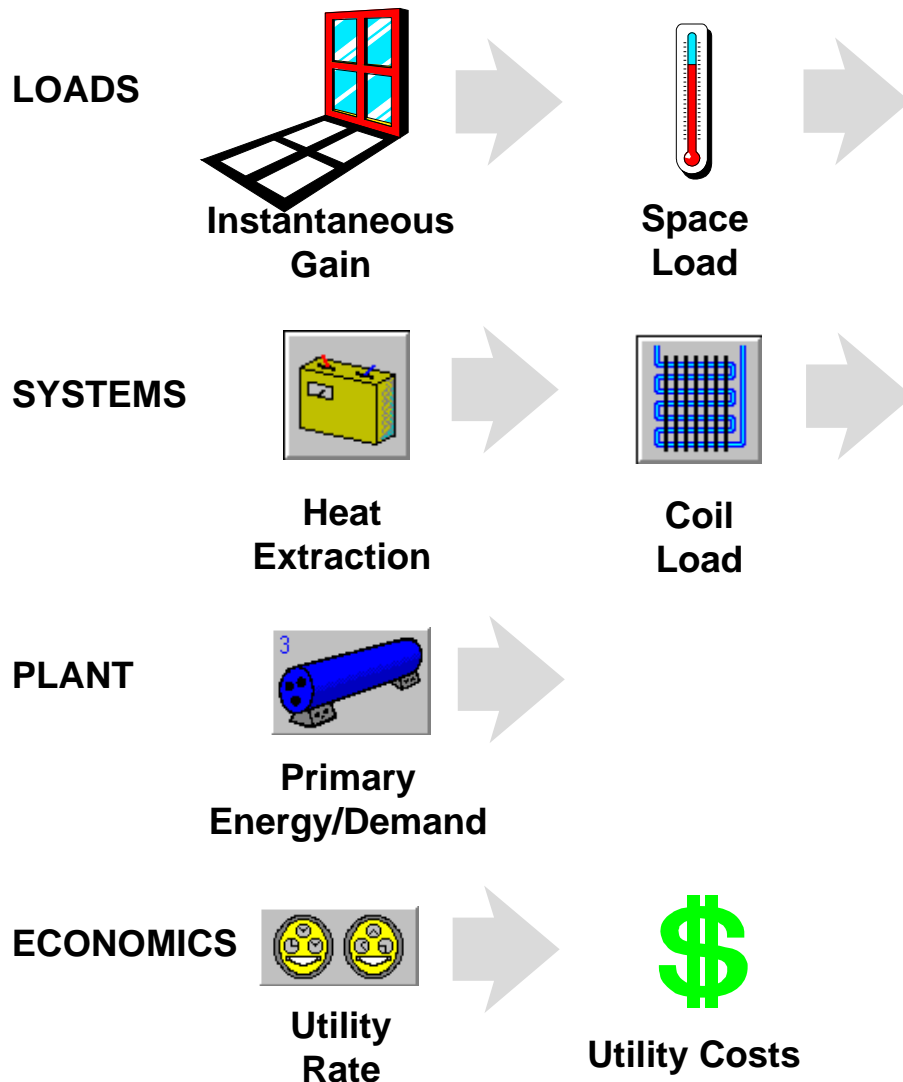 LOADS
Instantaneous
Gain
Space
Load
SYSTEMS
Heat
Extraction
Coil
Load
3
PLANT
Primary
Energy/Demand
ECONOMICS
$
Utility
Rate
Utility Costs